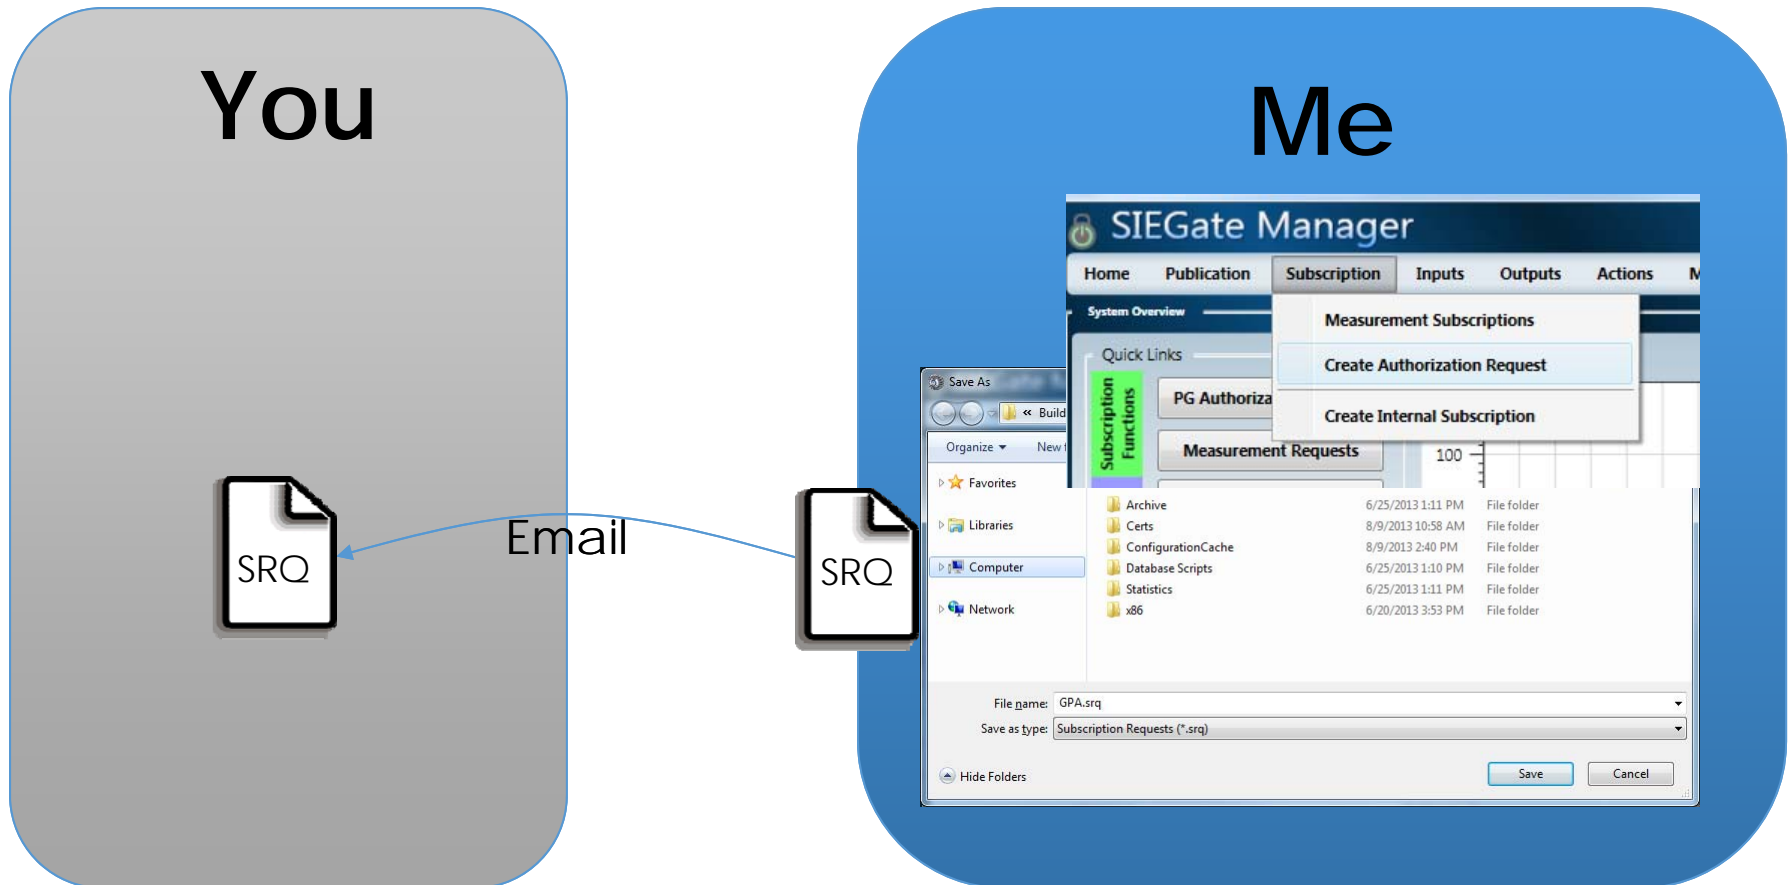 You
Me
SIEGate Manager
Home Publication Subscription Inputs Outputs Actions M
System Overview
Measurement Subscriptions
Create Authorization Request
Create Internal Subscription
Quick Links
Subscription Functions
PG Authoriza
Measurement Requests
100
Save As
« Build
Organize New f
Favorites
Libraries
Computer
Network
Archive 6/25/2013 1:11 PM File folder
Certs 8/9/2013 10:58 AM File folder
ConfigurationCache 8/9/2013 2:40 PM File folder
Database Scripts 6/25/2013 1:10 PM File folder
Statistics 6/25/2013 1:11 PM File folder
x86 6/20/2013 3:53 PM File folder
SRQ
Email
SRQ
File name: GPA.srq
Save as type: Subscription Requests (*.srq)
Hide Folders
Save Cancel